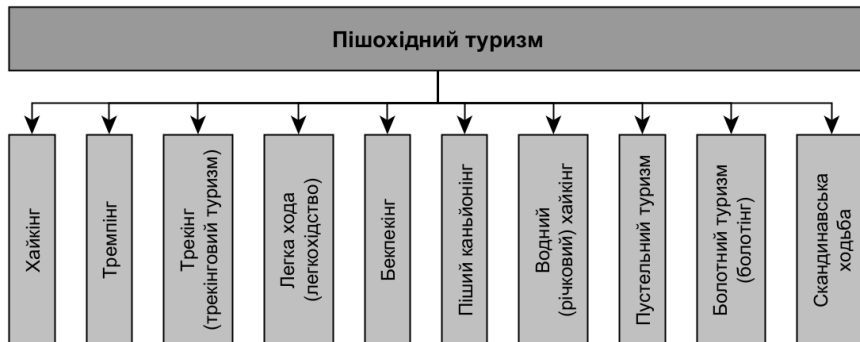 Пішохідний туризм
Хайкінг
Тремпінг
Трекінг
(трекінговий туризм)
Легка хода
(легкохідство)
Бекпекінг
Піший каньйонінг
Водний
(річковий) хайкінг
Пустельний туризм
Болотний туризм
(болотінг)
Скандинавська
ходьба